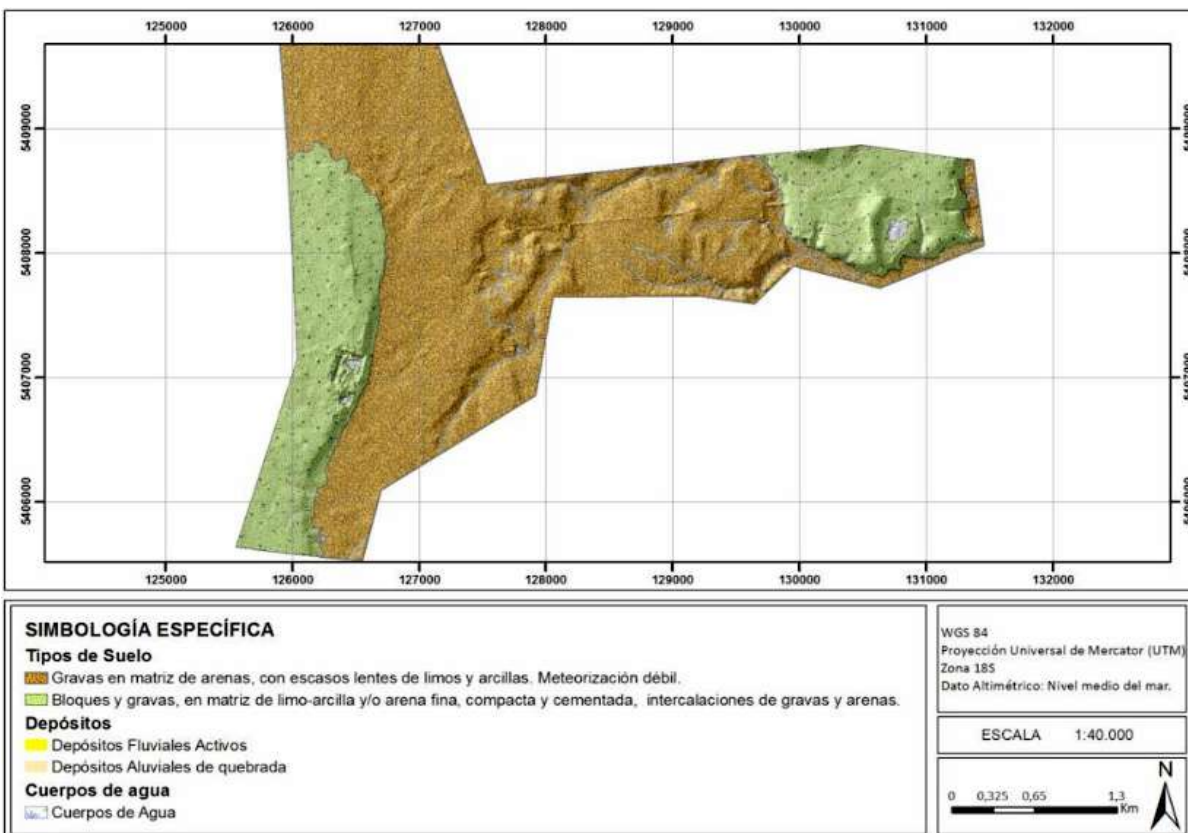 125000 126000 127000 128000 129000 130000 131000 132000
5409000 5409000
5408000 5408000
5407000 5407000
5406000 5406000
125000 126000 127000 128000 129000 130000 131000 132000
SIMBOLOGÍA ESPECÍFICA
Tipos de Suelo
Gravas en matriz de arenas, con escasos lentes de limos y arcillas. Meteorización débil.
Bloques y gravas, en matriz de limo-arcilla y/o arena fina, compacta y cementada, intercalaciones de gravas y arenas.
Depósitos
Depósitos Fluviales Activos
Depósitos Aluviales de quebrada
Cuerpos de agua
Cuerpos de Agua
WGS 84
Proyección Universal de Mercator (UTM)
Zona 18S
Dato Altimétrico: Nivel medio del mar.
ESCALA 1:40.000
N
0 0,325 0,65 1,3
Km